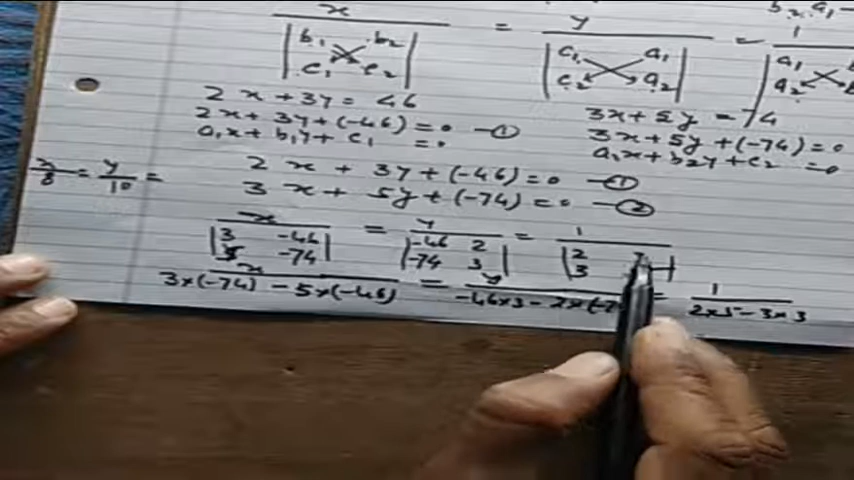 x = y = 1
b₁ b₂ c₁ a₁ a₁
c₁ c₂ c₂ a₂ a₂
2x + 3y = 46
2x + 3y + (-46) = 0 —①
a₁x + b₁y + c₁ = 0
3x + 5y = 74
3x + 5y + (-74) = 0
a₂x + b₂y + c₂ = 0
2x + 3y + (-46) = 0 —①
3x + 5y + (-74) = 0 —②
x/8 = y/10 =
x = y = 1
3 -46 -46 2 2
5 -74 -74 3 3
x = y = 1
3×(-74) - 5×(-46) -46×3 - 2×(-7 2×5 - 3×3